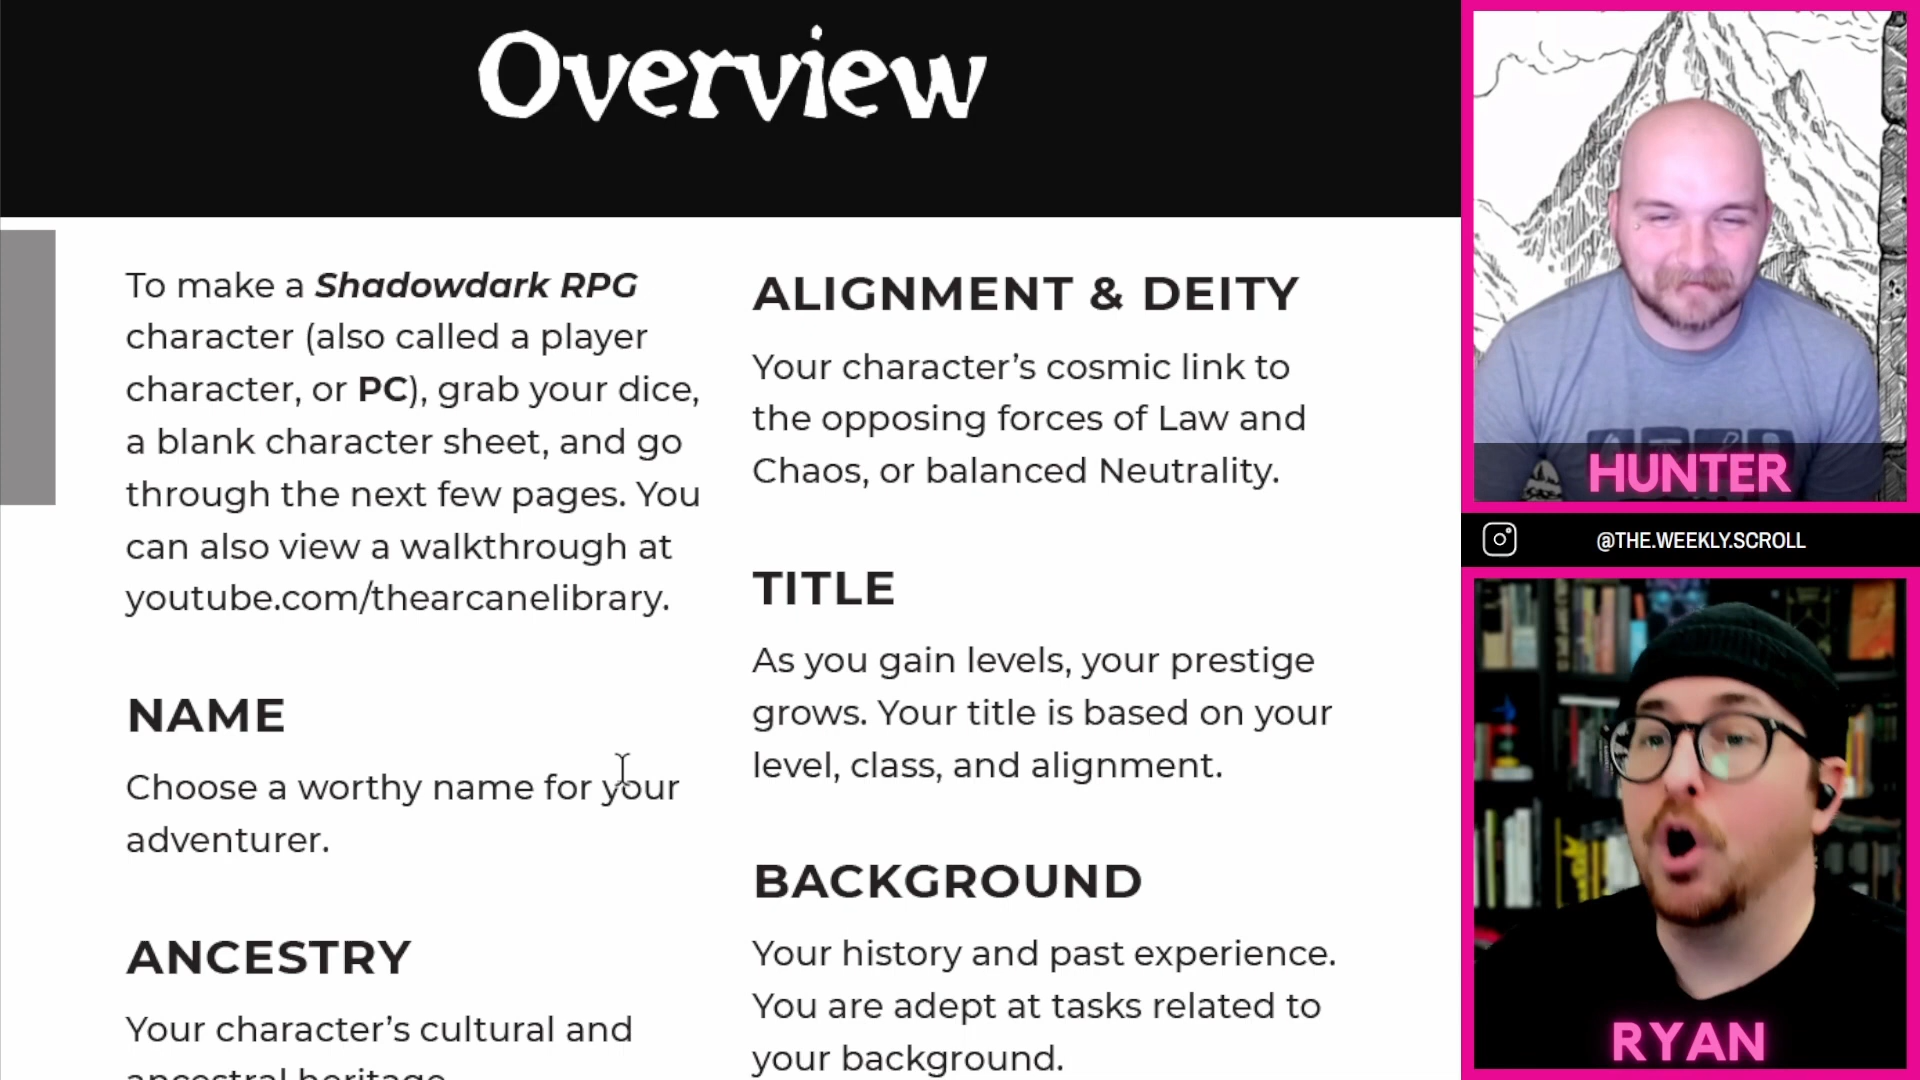 Overview
To make a Shadowdark RPG
character (also called a player
character, or PC), grab your dice,
a blank character sheet, and go
through the next few pages. You
can also view a walkthrough at
youtube.com/thearcanelibrary.
NAME
Choose a worthy name for your
adventurer.
ANCESTRY
Your character’s cultural and
ancestral heritage
ALIGNMENT & DEITY
Your character’s cosmic link to
the opposing forces of Law and
Chaos, or balanced Neutrality.
TITLE
As you gain levels, your prestige
grows. Your title is based on your
level, class, and alignment.
BACKGROUND
Your history and past experience.
You are adept at tasks related to
your background.
HUNTER
@THE.WEEKLY.SCROLL
RYAN